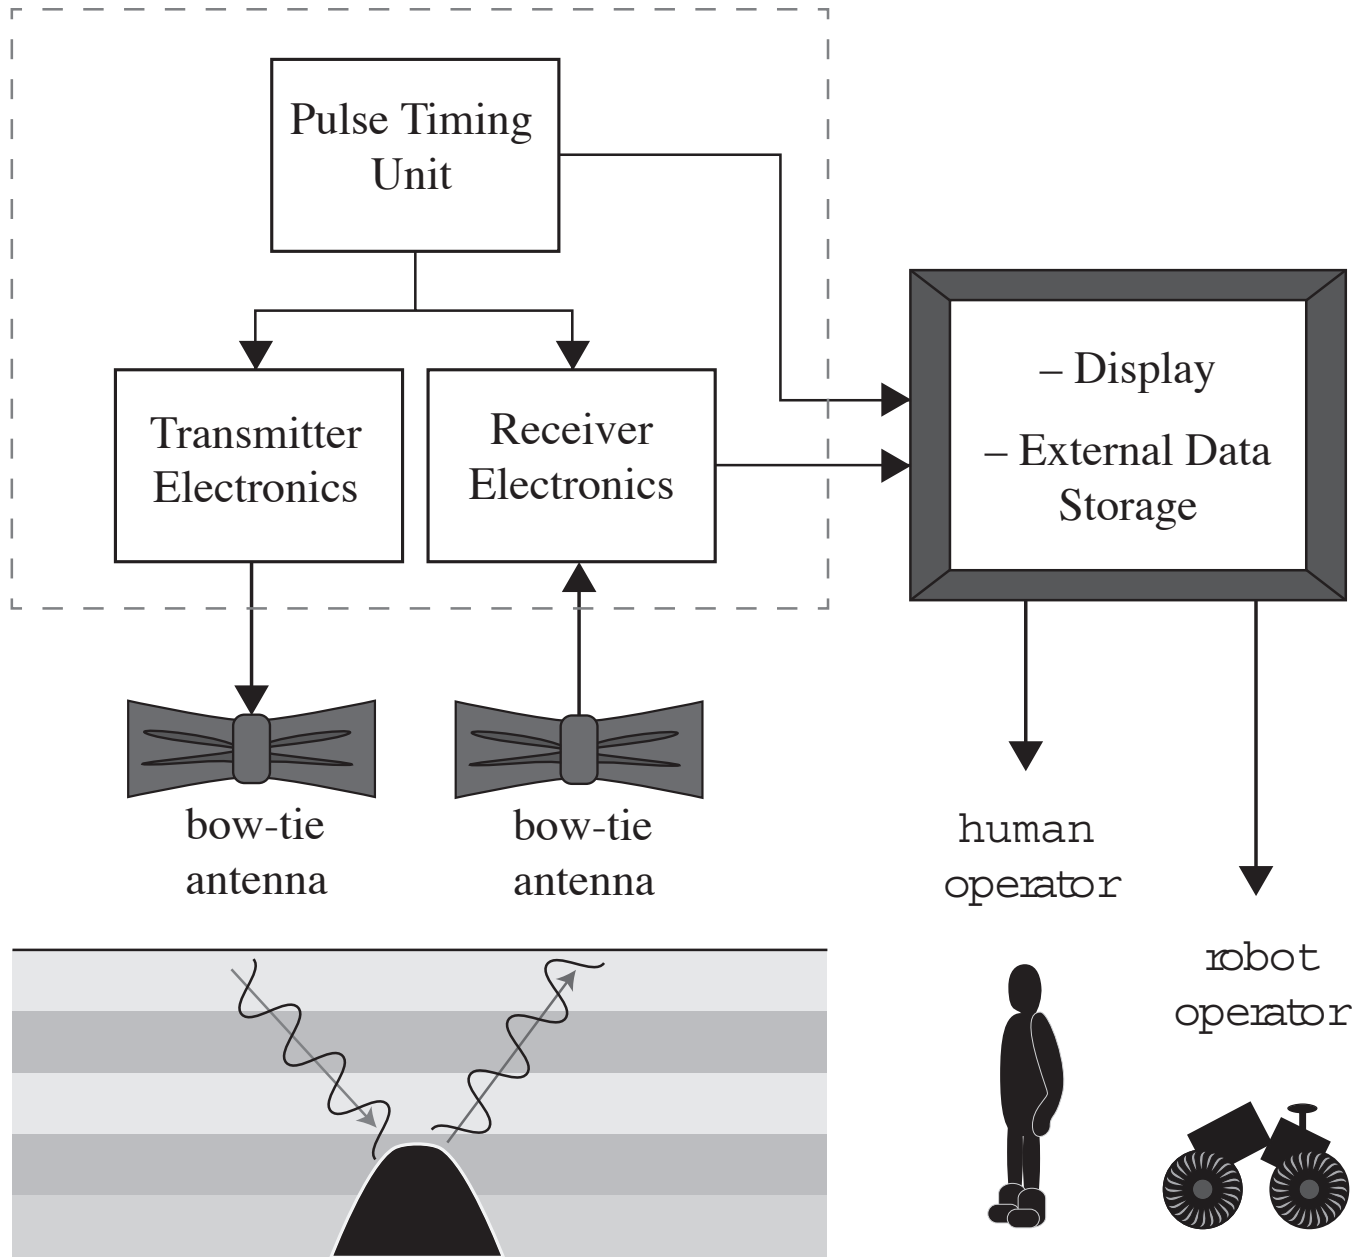 Pulse Timing
Unit
Transmitter
Electronics
Receiver
Electronics
– Display
– External Data
Storage
bow-tie
antenna
bow-tie
antenna
human
operator
robot
operator